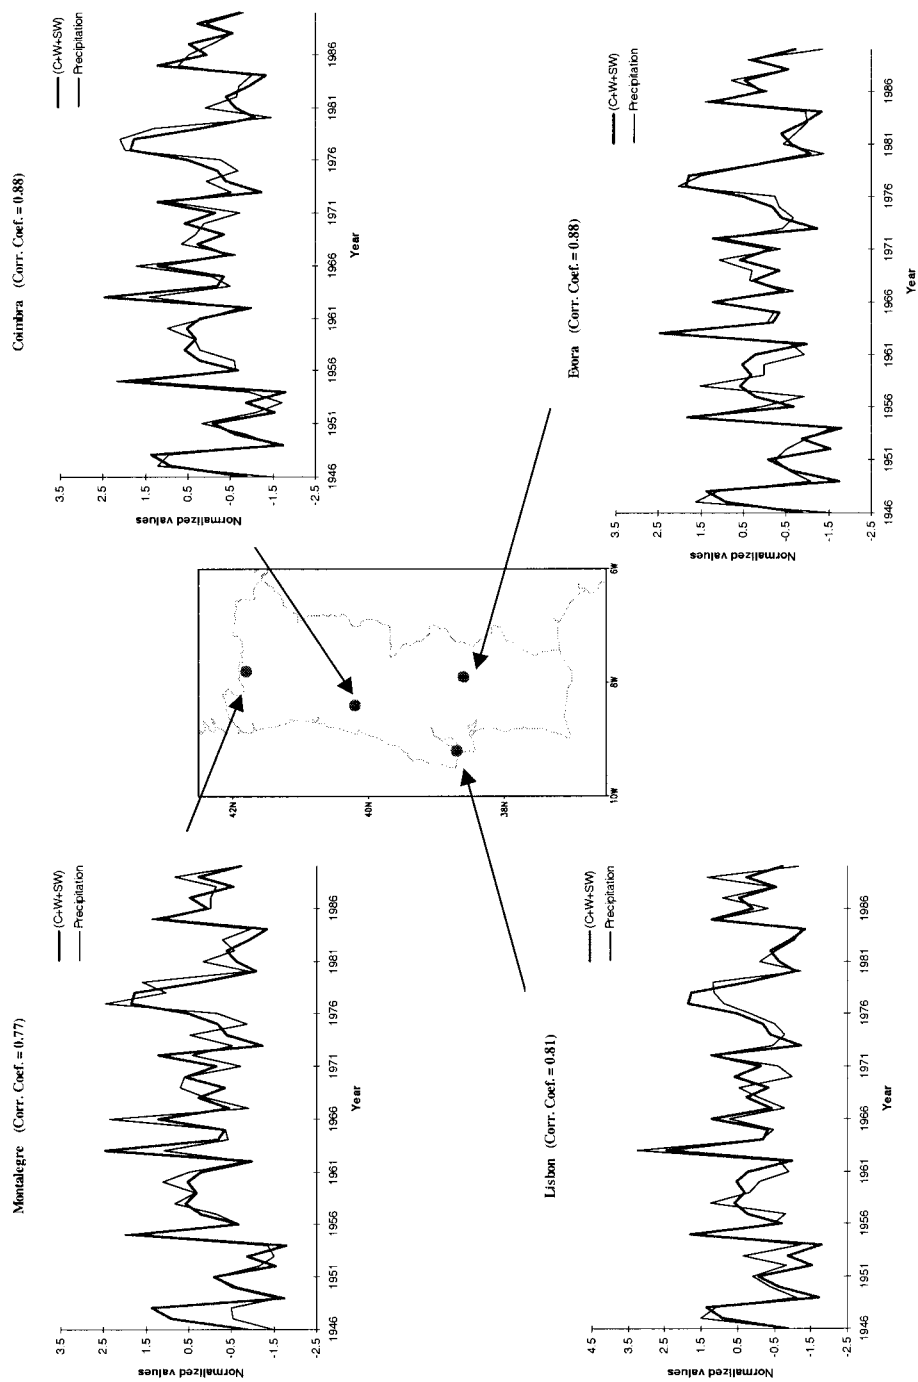 Montalegre (Corr. Coef. = 0.77)
(C+W+SW)
Precipitation
3.5
2.5
1.5
0.5
-0.5
-1.5
-2.5
Normalized values
1946
1951
1956
1961
1966
1971
1976
1981
1986
Year
Coimbra (Corr. Coef. = 0.88)
(C+W+SW)
Precipitation
3.5
2.5
1.5
0.5
-0.5
-1.5
-2.5
Normalized values
1946
1951
1956
1961
1966
1971
1976
1981
1986
Year
42N
40N
38N
10W
8W
6W
Lisbon (Corr. Coef. = 0.81)
(C+W+SW)
Precipitation
4.5
3.5
2.5
1.5
0.5
-0.5
-1.5
-2.5
Normalized values
1946
1951
1956
1961
1966
1971
1976
1981
1986
Year
Evora (Corr. Coef. = 0.88)
(C+W+SW)
Precipitation
3.5
2.5
1.5
0.5
-0.5
-1.5
-2.5
Normalized values
1946
1951
1956
1961
1966
1971
1976
1981
1986
Year